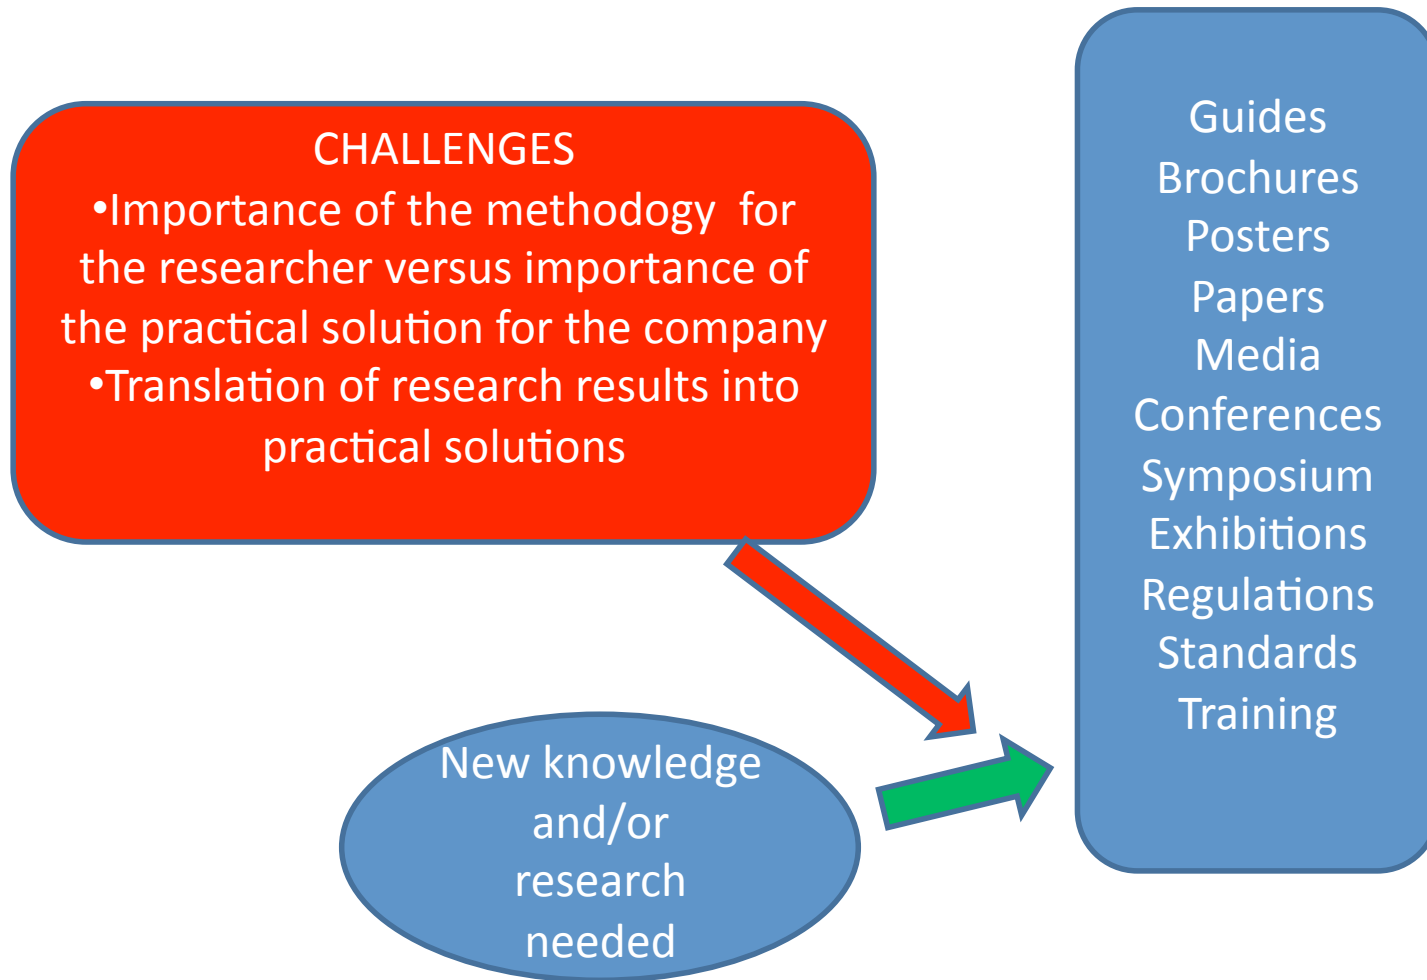 CHALLENGES
•Importance of the methodogy  for
the researcher versus importance of
the practical solution for the company
•Translation of research results into
practical solutions
New knowledge
and/or
research
needed
Guides
Brochures
Posters
Papers
Media
Conferences
Symposium
Exhibitions
Regulations
Standards
Training